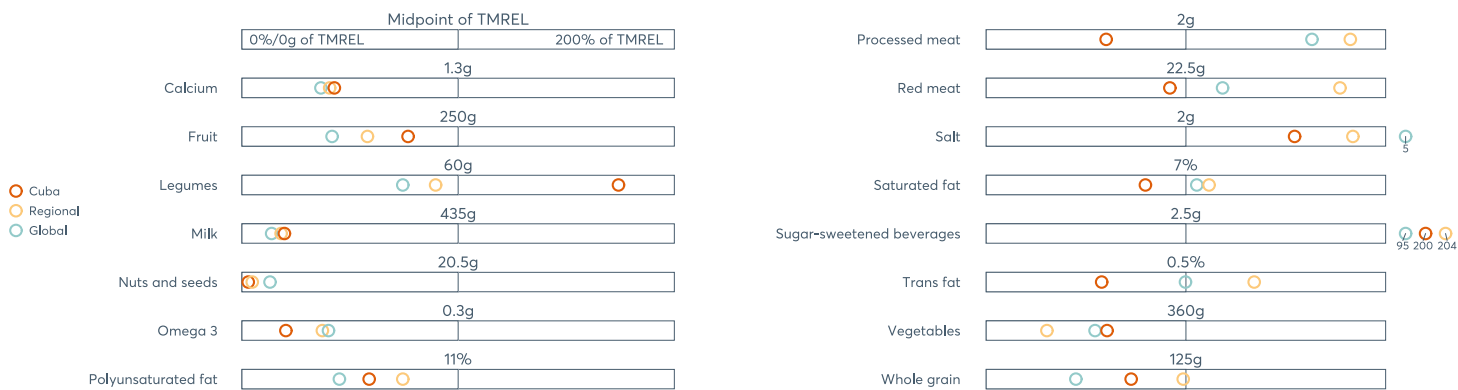 Midpoint of TMREL
0%/0g of TMREL 200% of TMREL
1.3g
Calcium
250g
Fruit
60g
Legumes
435g
Milk
20.5g
Nuts and seeds
0.3g
Omega 3
11%
Polyunsaturated fat
Cuba
Regional
Global
2g
Processed meat
22.5g
Red meat
2g
Salt
5
7%
Saturated fat
2.5g
Sugar-sweetened beverages
95 200 204
0.5%
Trans fat
360g
Vegetables
125g
Whole grain